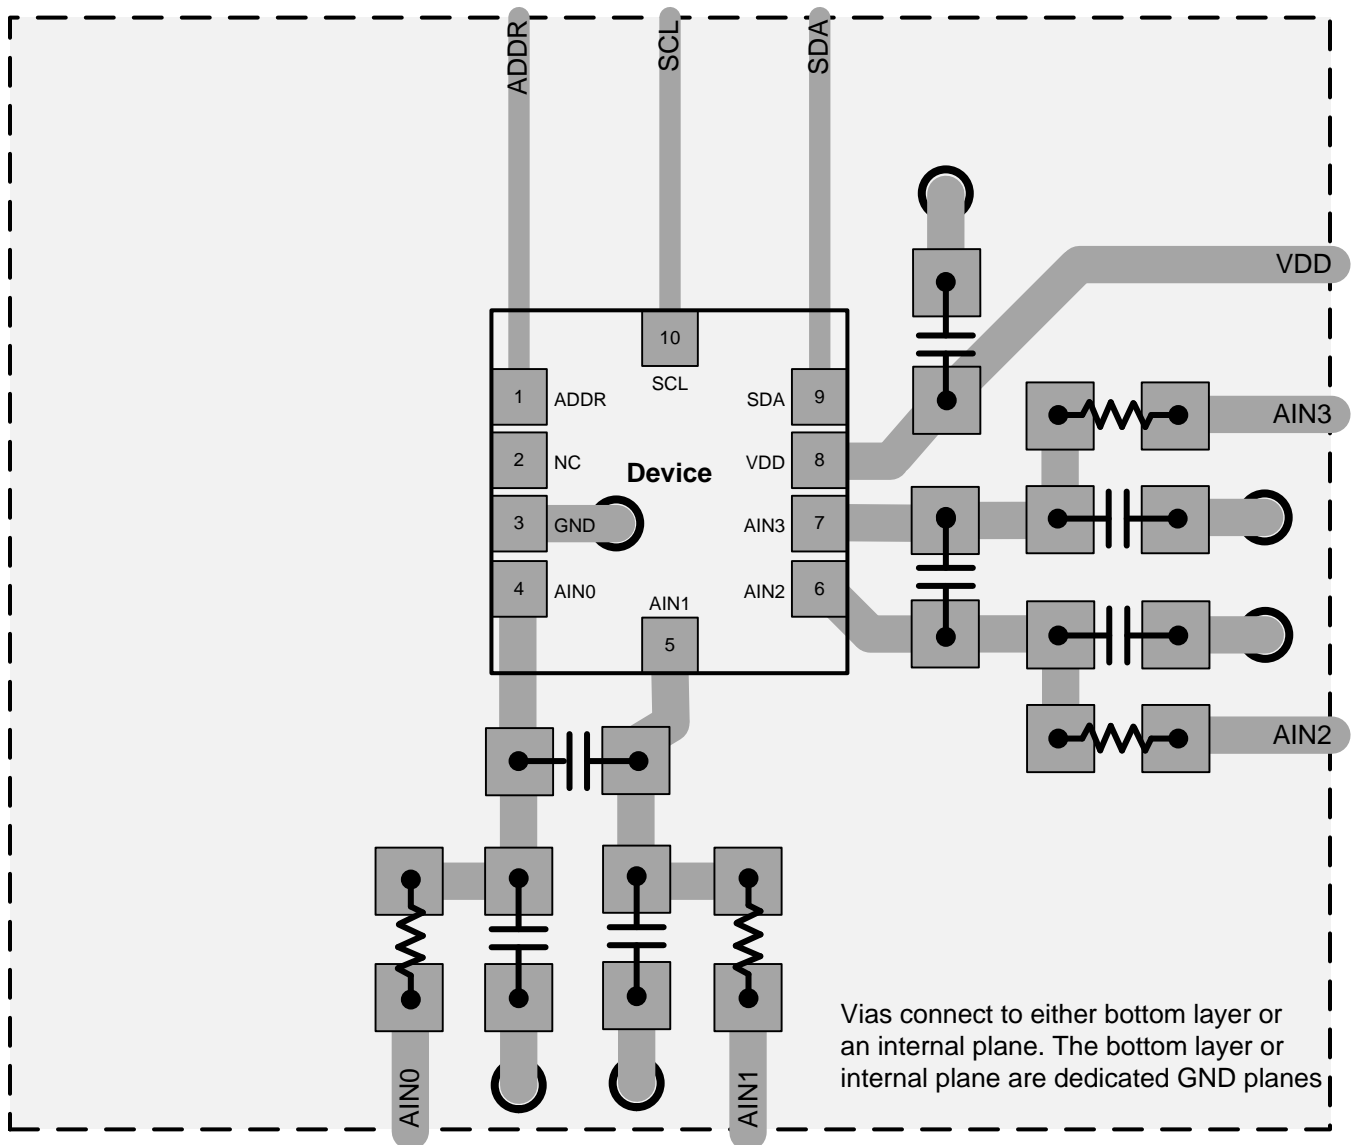 ADDR
SCL
SDA
VDD
10
SCL
1
ADDR
SDA
9
AIN3
2
NC
Device
VDD
8
3
GND
AIN3
7
4
AIN0
AIN1
AIN2
6
5
AIN2
Vias connect to either bottom layer or
an internal plane. The bottom layer or
internal plane are dedicated GND planes
AIN0
AIN1